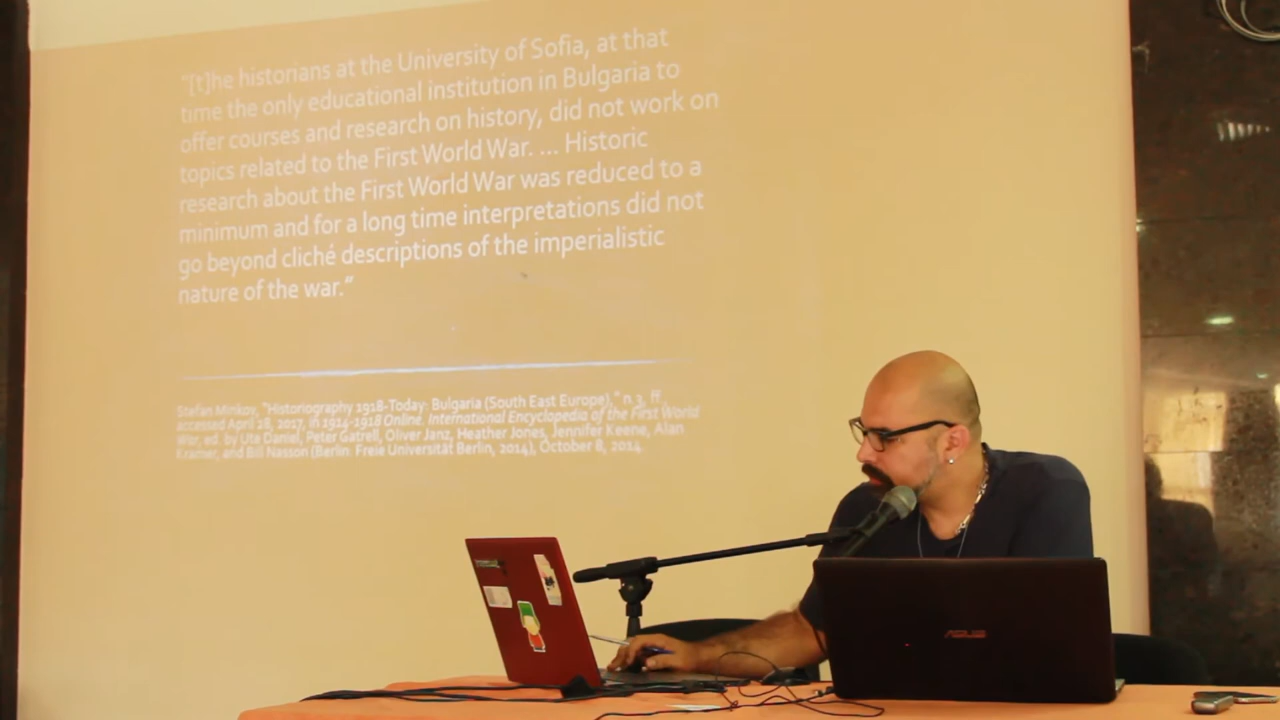 "[t]he historians at the University of Sofia, at that
time the only educational institution in Bulgaria to
offer courses and research on history, did not work on
topics related to the First World War. ... Historic
research about the First World War was reduced to a
minimum and for a long time interpretations did not
go beyond cliché descriptions of the imperialistic
nature of the war."
Stefan Minkov, "Historiography 1918-Today: Bulgaria (South East Europe)," n. 3, ff.,
accessed April 28, 2017, in 1914-1918 Online. International Encyclopedia of the First World
War, ed. by Ute Daniel, Peter Gatrell, Oliver Janz, Heather Jones, Jennifer Keene, Alan
Kramer, and Bill Nasson (Berlin: Freie Universität Berlin, 2014), October 8, 2014.
ASUS